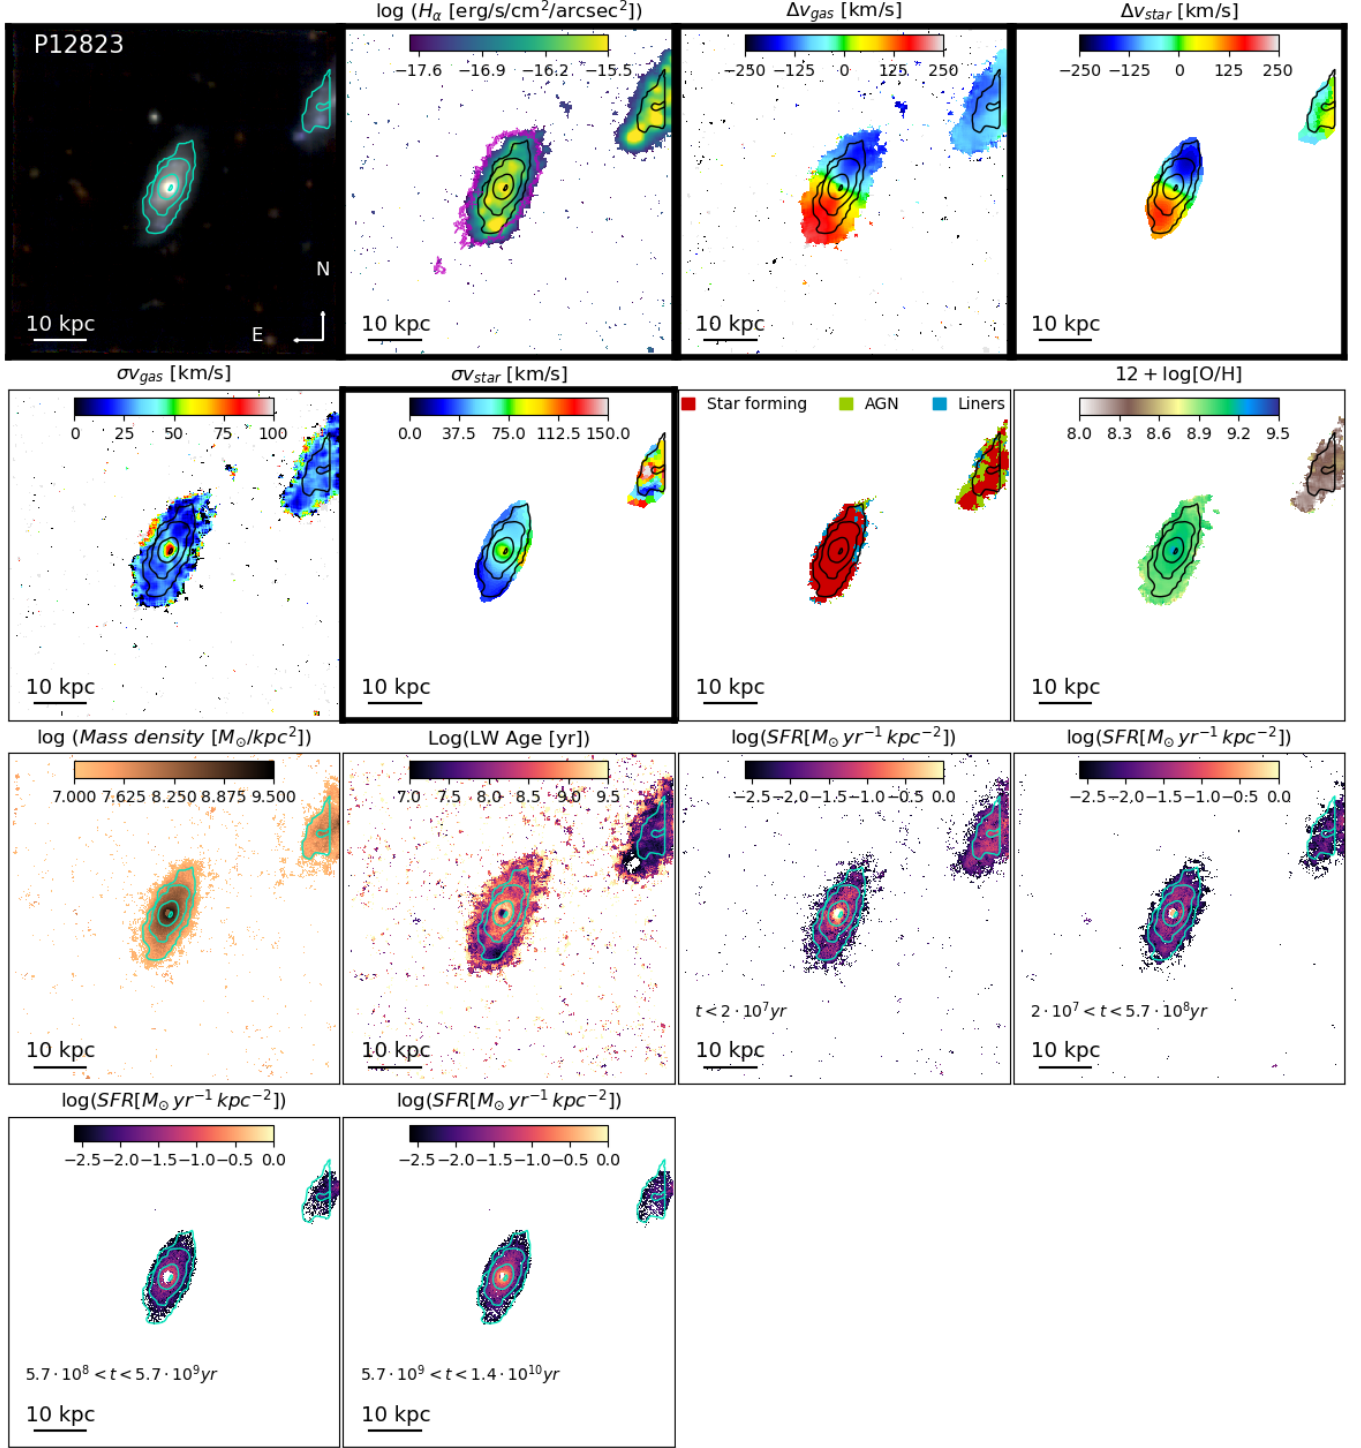 log (Hα [erg/s/cm²/arcsec²])
Δv_gas [km/s]
Δv_star [km/s]
P12823
−17.6 −16.9 −16.2 −15.5
−250 −125 0 125 250
−250 −125 0 125 250
N
E
10 kpc
10 kpc
10 kpc
10 kpc
σv_gas [km/s]
σv_star [km/s]
12 + log[O/H]
Star forming AGN Liners
0 25 50 75 100
0.0 37.5 75.0 112.5 150.0
8.0 8.3 8.6 8.9 9.2 9.5
10 kpc
10 kpc
10 kpc
10 kpc
log (Mass density [M⊙/kpc²])
Log(LW Age [yr])
log(SFR[M⊙ yr⁻¹ kpc⁻²])
log(SFR[M⊙ yr⁻¹ kpc⁻²])
7.000 7.625 8.250 8.875 9.500
7.0 7.5 8.0 8.5 9.0 9.5
−2.5 −2.0 −1.5 −1.0 −0.5 0.0
−2.5 −2.0 −1.5 −1.0 −0.5 0.0
t < 2 · 10⁷yr
2 · 10⁷ < t < 5.7 · 10⁸yr
10 kpc
10 kpc
10 kpc
10 kpc
log(SFR[M⊙ yr⁻¹ kpc⁻²])
log(SFR[M⊙ yr⁻¹ kpc⁻²])
−2.5 −2.0 −1.5 −1.0 −0.5 0.0
−2.5 −2.0 −1.5 −1.0 −0.5 0.0
5.7 · 10⁸ < t < 5.7 · 10⁹yr
5.7 · 10⁹ < t < 1.4 · 10¹⁰yr
10 kpc
10 kpc